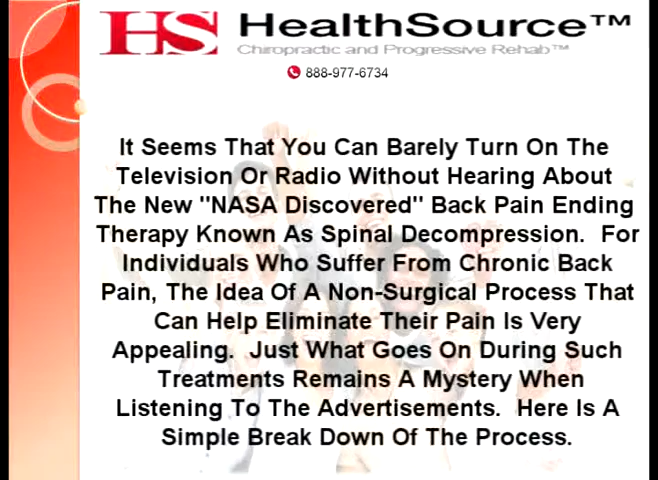 HS HealthSource™
Chiropractic and Progressive Rehab™
888-977-6734
It Seems That You Can Barely Turn On The
Television Or Radio Without Hearing About
The New "NASA Discovered" Back Pain Ending
Therapy Known As Spinal Decompression.  For
Individuals Who Suffer From Chronic Back
Pain, The Idea Of A Non-Surgical Process That
Can Help Eliminate Their Pain Is Very
Appealing.  Just What Goes On During Such
Treatments Remains A Mystery When
Listening To The Advertisements.  Here Is A
Simple Break Down Of The Process.